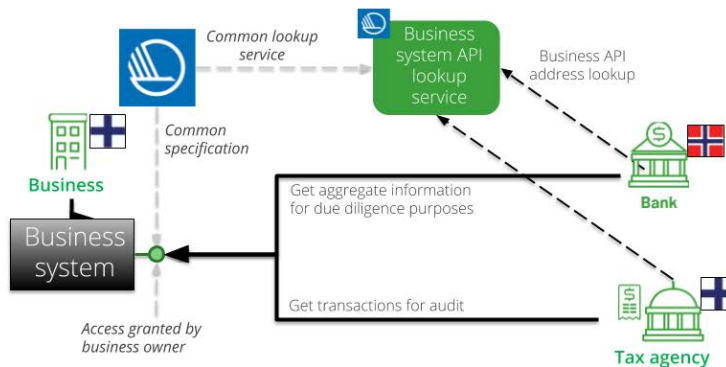 Common lookup
service
Business
system API
lookup
service
Business API
address lookup
Common
specification
Business
Bank
Get aggregate information
for due diligence purposes
Business
system
Get transactions for audit
Access granted by
business owner
Tax agency